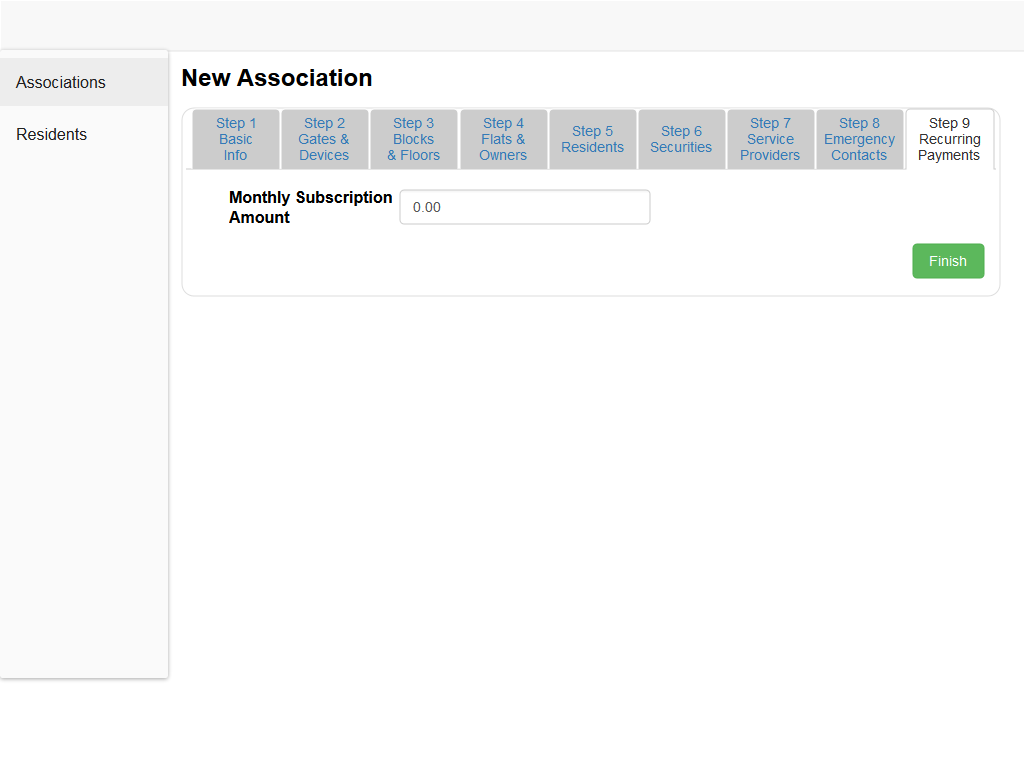 Associations
Residents
New Association
Step 1
Basic
Info
Step 2
Gates &
Devices
Step 3
Blocks
& Floors
Step 4
Flats &
Owners
Step 5
Residents
Step 6
Securities
Step 7
Service
Providers
Step 8
Emergency
Contacts
Step 9
Recurring
Payments
Monthly Subscription
Amount
0.00
Finish